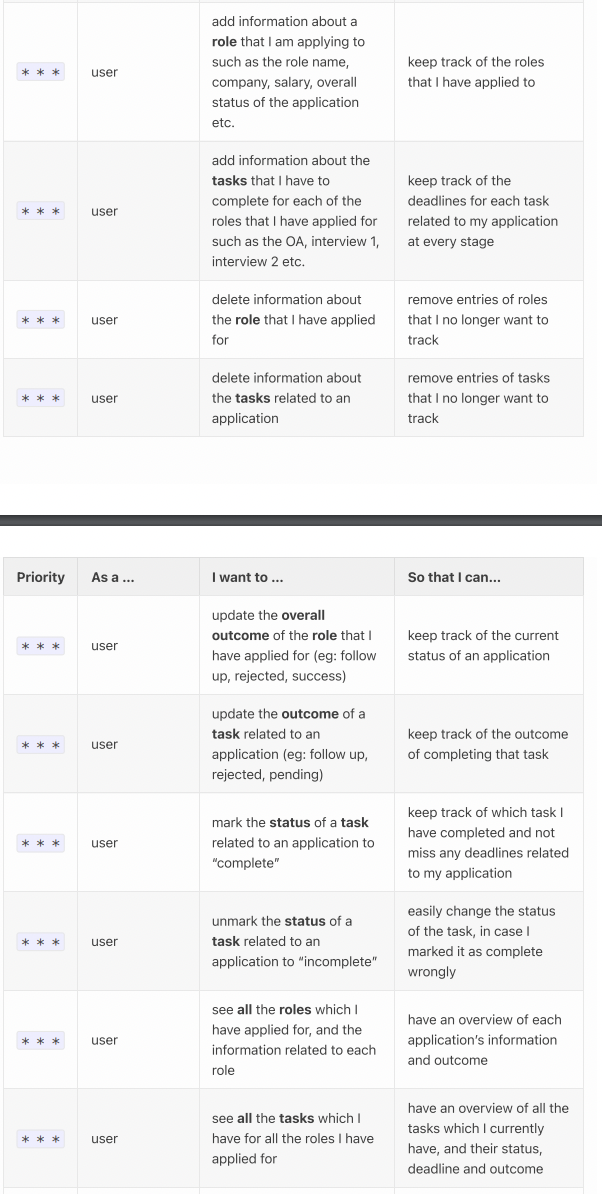 add information about a
role that I am applying to
such as the role name,
company, salary, overall
status of the application
etc.
* * *
user
keep track of the roles
that I have applied to
add information about the
tasks that I have to
complete for each of the
roles that I have applied for
such as the OA, interview 1,
interview 2 etc.
* * *
user
keep track of the
deadlines for each task
related to my application
at every stage
* * *
user
delete information about
the role that I have applied
for
remove entries of roles
that I no longer want to
track
* * *
user
delete information about
the tasks related to an
application
remove entries of tasks
that I no longer want to
track
Priority
As a ...
I want to ...
So that I can...
* * *
user
update the overall
outcome of the role that I
have applied for (eg: follow
up, rejected, success)
keep track of the current
status of an application
* * *
user
update the outcome of a
task related to an
application (eg: follow up,
rejected, pending)
keep track of the outcome
of completing that task
* * *
user
mark the status of a task
related to an application to
“complete”
keep track of which task I
have completed and not
miss any deadlines related
to my application
* * *
user
unmark the status of a
task related to an
application to “incomplete”
easily change the status
of the task, in case I
marked it as complete
wrongly
* * *
user
see all the roles which I
have applied for, and the
information related to each
role
have an overview of each
application’s information
and outcome
* * *
user
see all the tasks which I
have for all the roles I have
applied for
have an overview of all the
tasks which I currently
have, and their status,
deadline and outcome